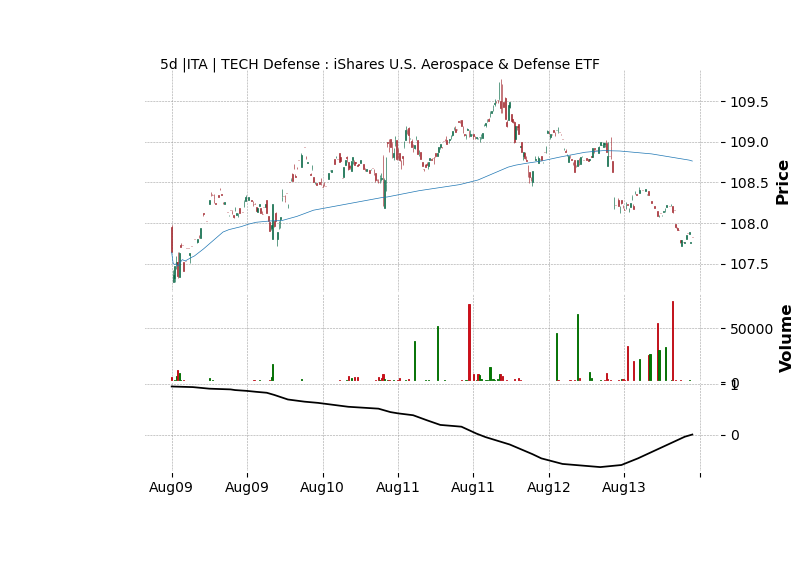 5d |ITA | TECH Defense : iShares U.S. Aerospace & Defense ETF
109.5
109.0
108.5
108.0
107.5
Price
50000
0
Volume
1
0
Aug09 Aug09 Aug10 Aug11 Aug11 Aug12 Aug13